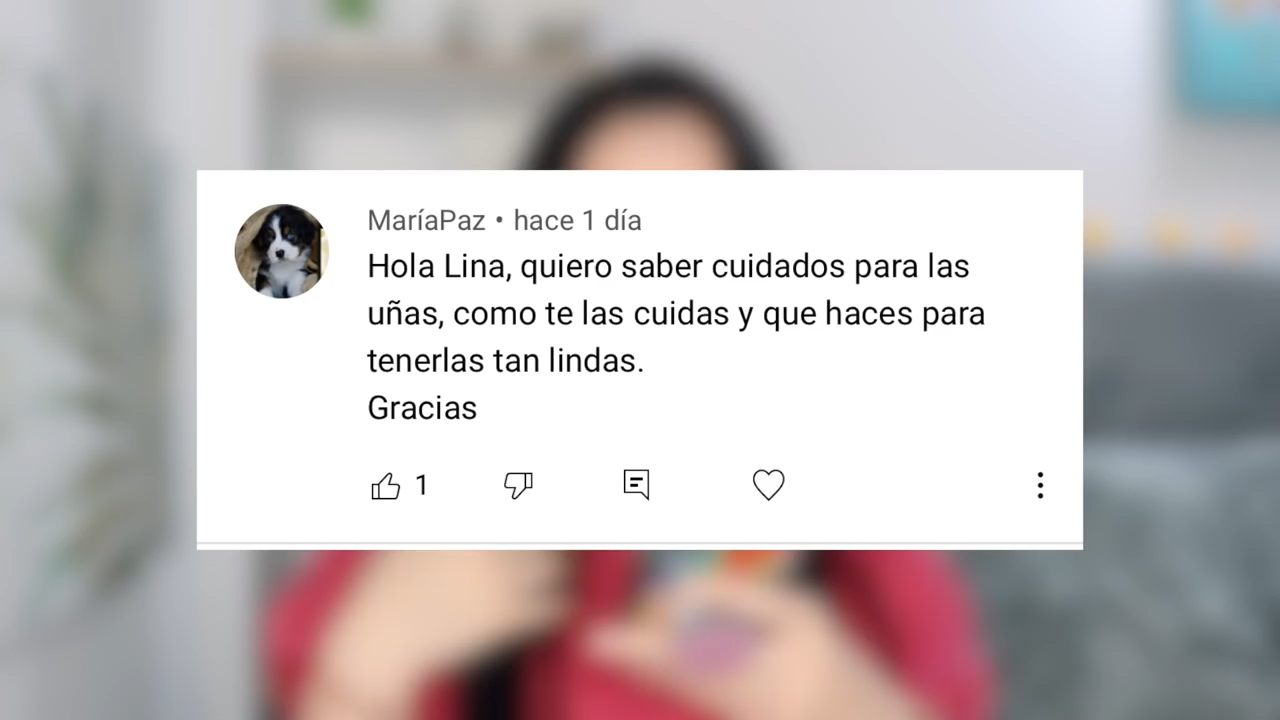 MaríaPaz • hace 1 día
Hola Lina, quiero saber cuidados para las
uñas, como te las cuidas y que haces para
tenerlas tan lindas.
Gracias
1